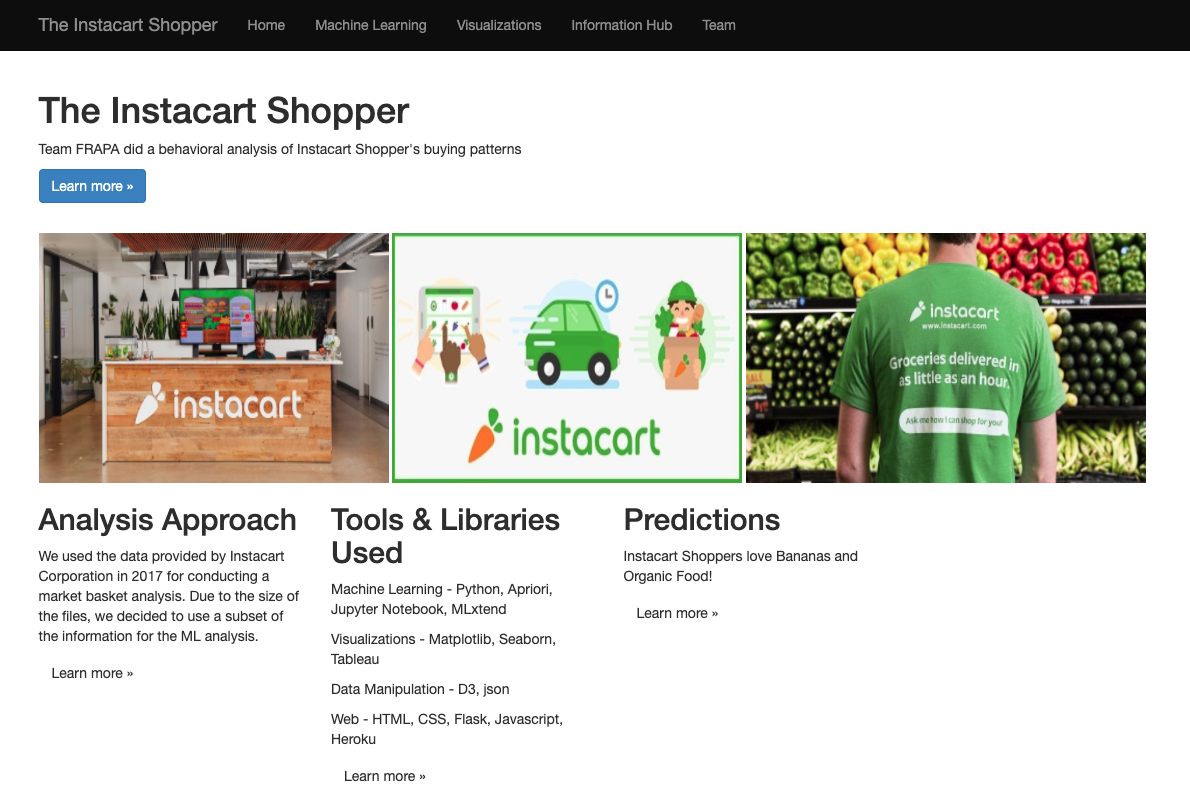 The Instacart Shopper Home Machine Learning Visualizations Information Hub Team
The Instacart Shopper
Team FRAPA did a behavioral analysis of Instacart Shopper's buying patterns
Learn more »
instacart
instacart
instacart
www.instacart.com
Groceries delivered in
as little as an hour.
Ask me how I can shop for you!
Analysis Approach
We used the data provided by Instacart
Corporation in 2017 for conducting a
market basket analysis. Due to the size of
the files, we decided to use a subset of
the information for the ML analysis.
Learn more »
Tools & Libraries
Used
Machine Learning - Python, Apriori,
Jupyter Notebook, MLxtend
Visualizations - Matplotlib, Seaborn,
Tableau
Data Manipulation - D3, json
Web - HTML, CSS, Flask, Javascript,
Heroku
Learn more »
Predictions
Instacart Shoppers love Bananas and
Organic Food!
Learn more »